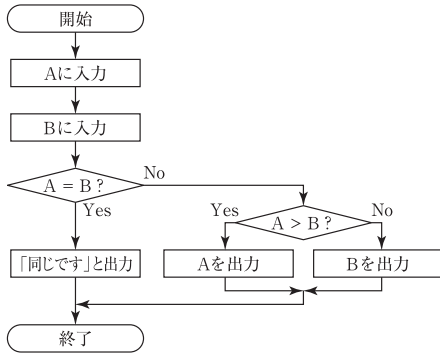 開始
Aに入力
Bに入力
A = B ?
No
Yes
Yes
A > B ?
No
「同じです」と出力
Aを出力
Bを出力
終了